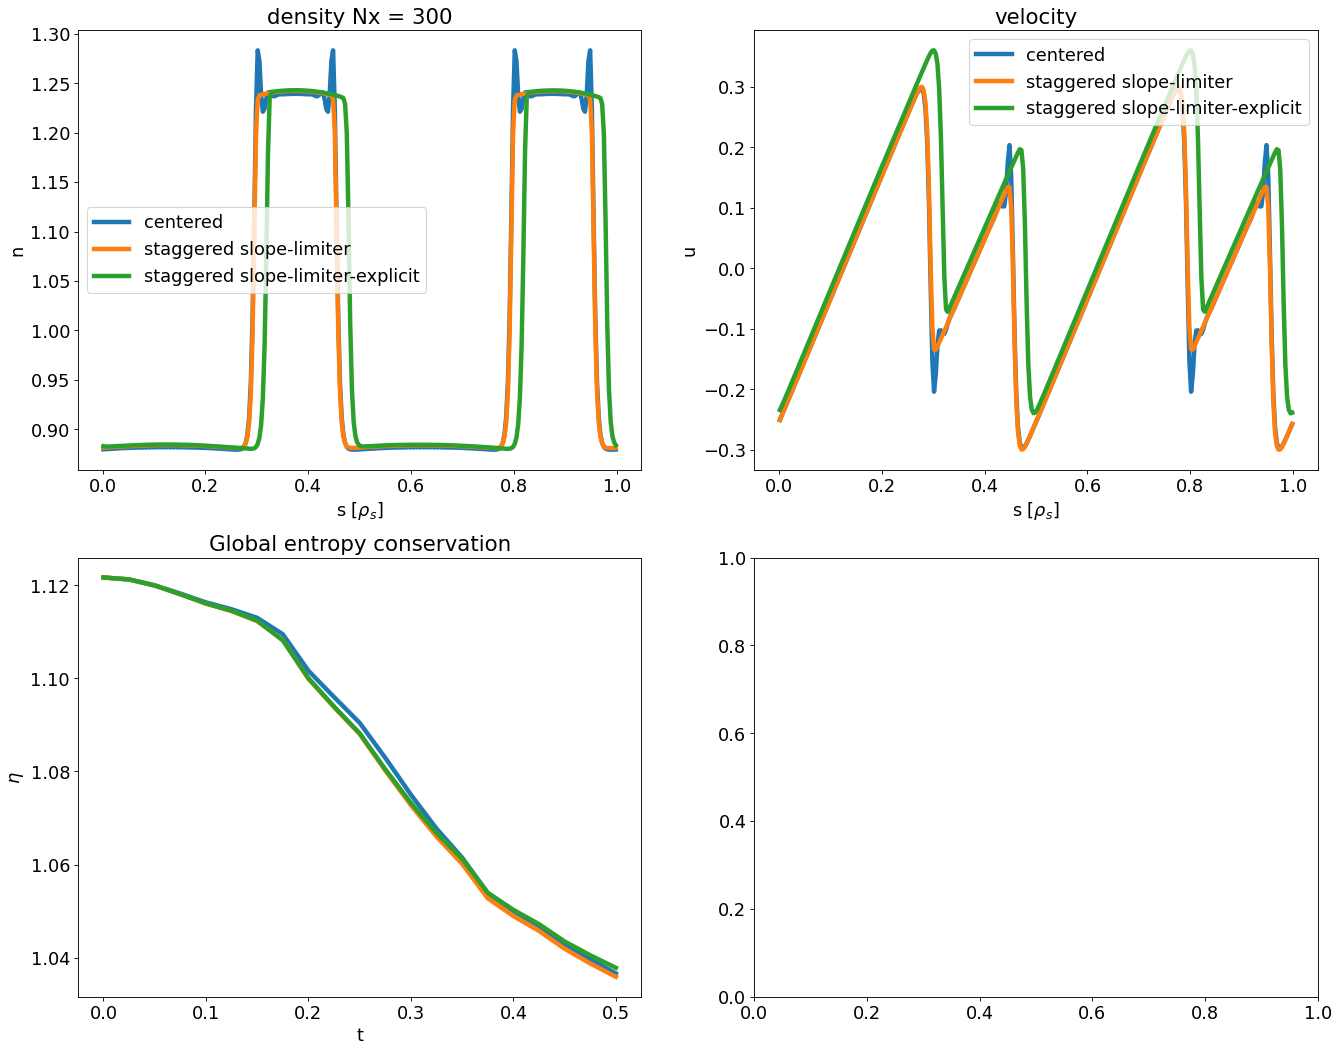 density Nx = 300
1.30
1.25
1.20
1.15
1.10
1.05
1.00
0.95
0.90
n
centered
staggered slope-limiter
staggered slope-limiter-explicit
0.0 0.2 0.4 0.6 0.8 1.0
s [ρs]
velocity
0.3
0.2
0.1
0.0
−0.1
−0.2
−0.3
u
centered
staggered slope-limiter
staggered slope-limiter-explicit
0.0 0.2 0.4 0.6 0.8 1.0
s [ρs]
Global entropy conservation
1.12
1.10
1.08
1.06
1.04
η
0.0 0.1 0.2 0.3 0.4 0.5
t
1.0
0.8
0.6
0.4
0.2
0.0
0.0 0.2 0.4 0.6 0.8 1.0